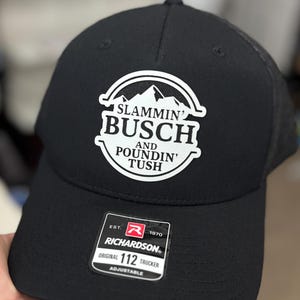 SLAMMIN'
BUSCH
AND
POUNDIN'
TUSH
EST. R 1970
RICHARDSON®
ORIGINAL 112 TRUCKER
ADJUSTABLE